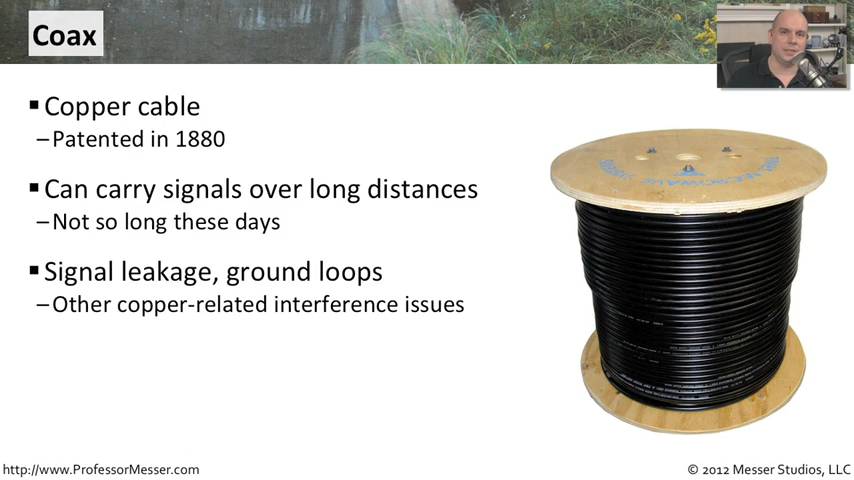 Coax
▪Copper cable
–Patented in 1880
▪Can carry signals over long distances
–Not so long these days
▪Signal leakage, ground loops
–Other copper-related interference issues
http://www.ProfessorMesser.com
© 2012 Messer Studios, LLC